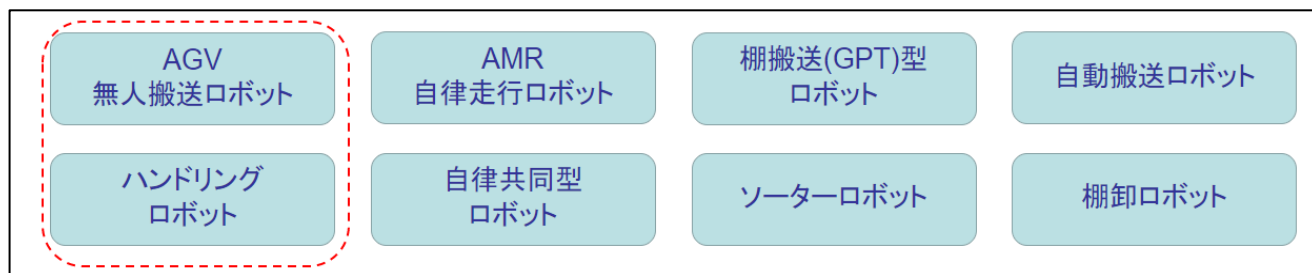 AGV
無人搬送ロボット
AMR
自律走行ロボット
棚搬送(GPT)型
ロボット
自動搬送ロボット
ハンドリング
ロボット
自律共同型
ロボット
ソーターロボット
棚卸ロボット